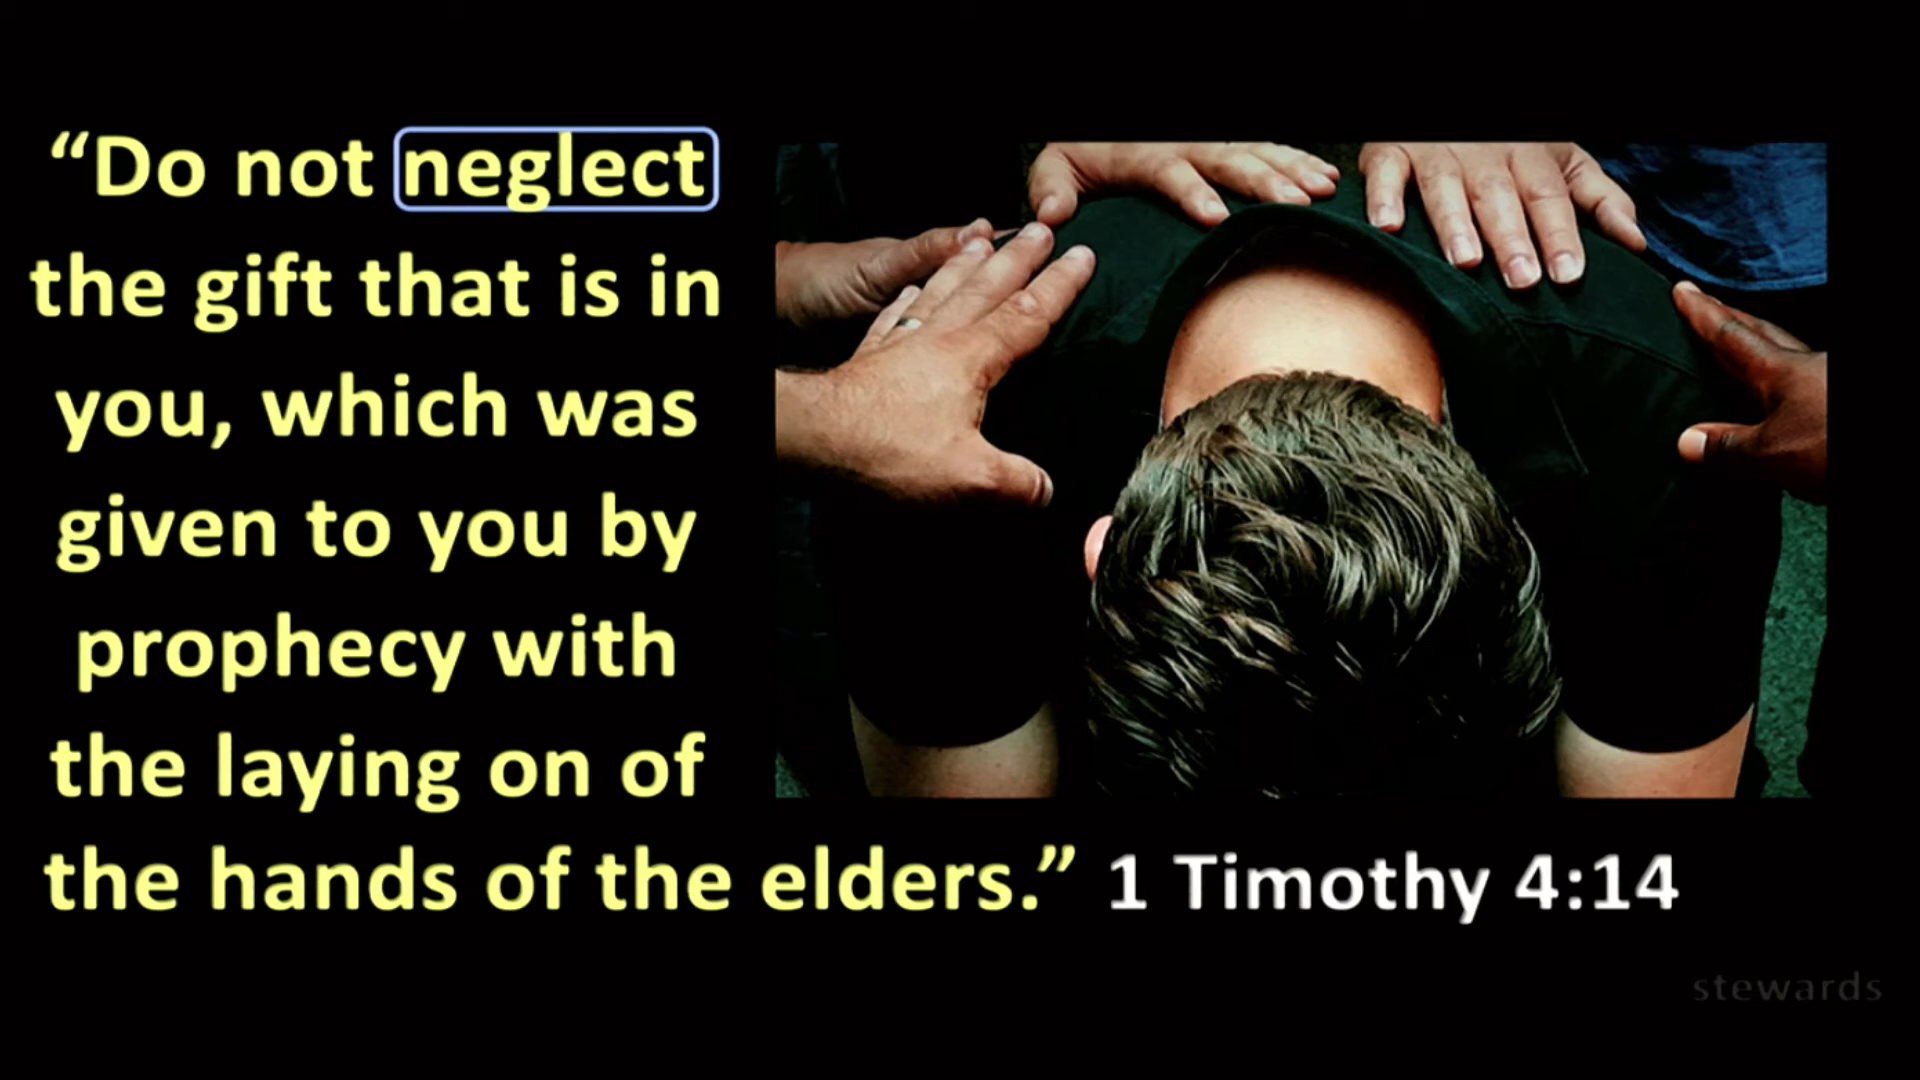 “Do not neglect
the gift that is in
you, which was
given to you by
prophecy with
the laying on of
the hands of the elders.” 1 Timothy 4:14
stewards